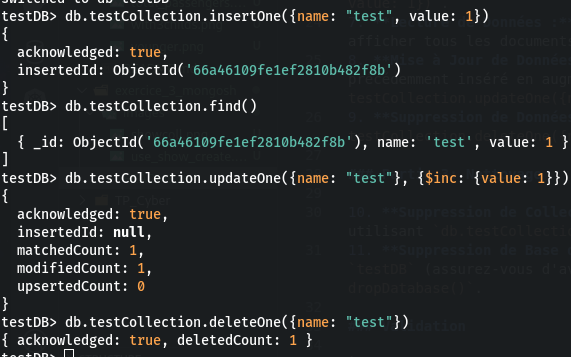 switched to db testDB
testDB> db.testCollection.insertOne({name: "test", value: 1})
{
  acknowledged: true,
  insertedId: ObjectId('66a46109fe1ef2810b482f8b')
}
testDB> db.testCollection.find()
[
  { _id: ObjectId('66a46109fe1ef2810b482f8b'), name: 'test', value: 1 }
]
testDB> db.testCollection.updateOne({name: "test"}, {$inc: {value: 1}})
{
  acknowledged: true,
  insertedId: null,
  matchedCount: 1,
  modifiedCount: 1,
  upsertedCount: 0
}
testDB> db.testCollection.deleteOne({name: "test"})
{ acknowledged: true, deletedCount: 1 }
testDB>